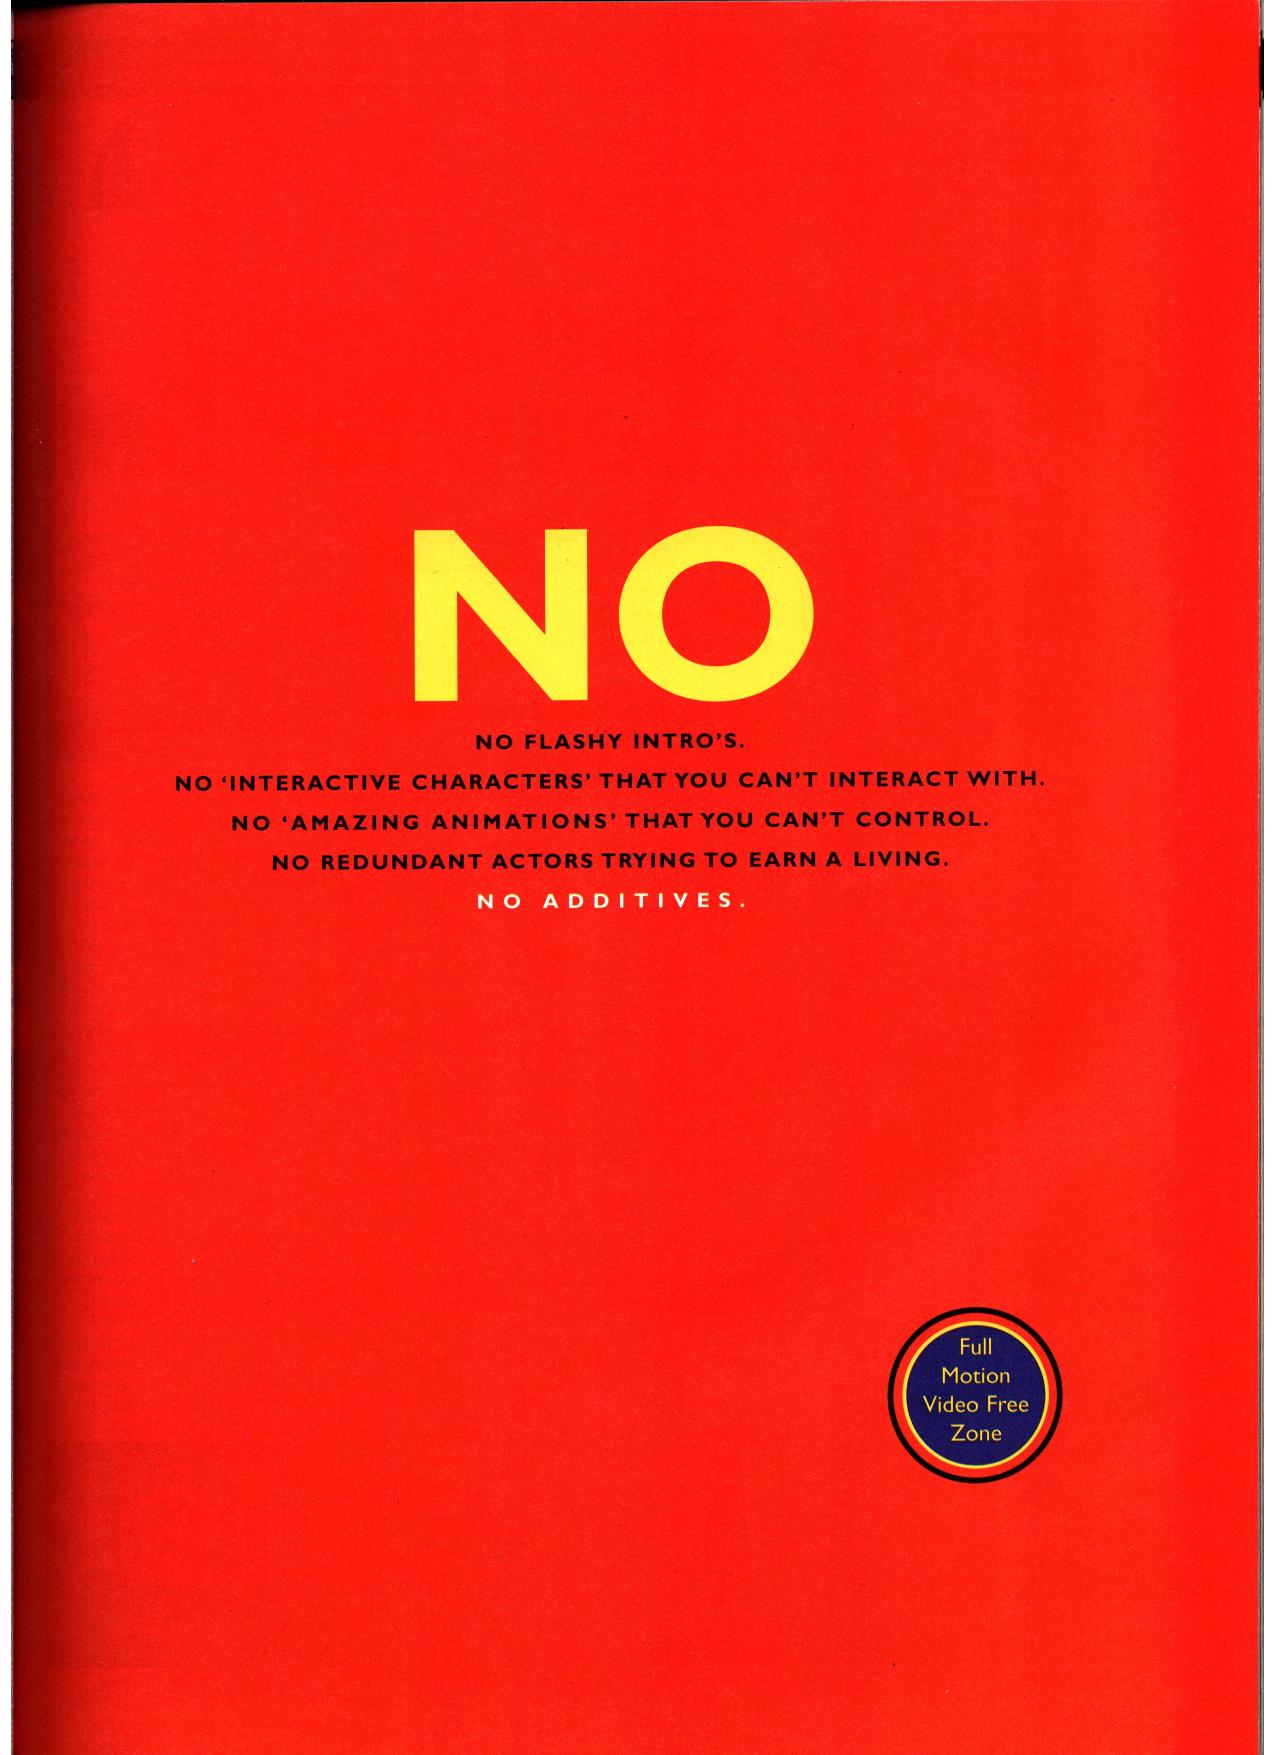 NO
NO FLASHY INTRO'S.
NO ‘INTERACTIVE CHARACTERS’ THAT YOU CAN'T INTERACT WITH.
NO ‘AMAZING ANIMATIONS’ THAT YOU CAN'T CONTROL.
NO REDUNDANT ACTORS TRYING TO EARN A LIVING.
NO ADDITIVES.
Full
Motion
Video Free
Zone